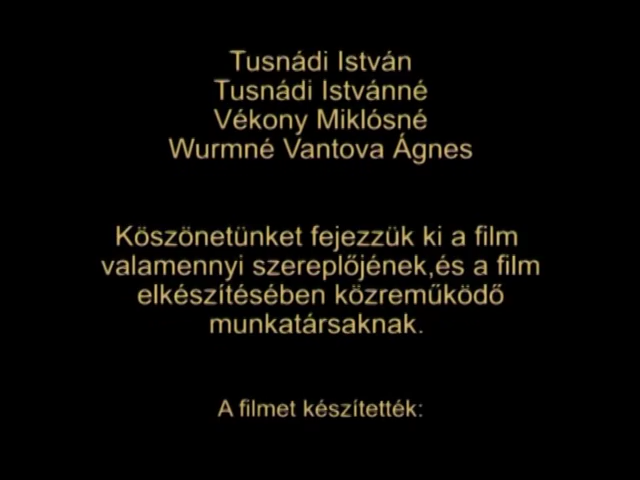 Tusnádi István
Tusnádi Istvánné
Vékony Miklósné
Wurmné Vantova Ágnes
Köszönetünket fejezzük ki a film
valamennyi szereplőjének,és a film
elkészítésében közreműködő
munkatársaknak.
A filmet készítették: